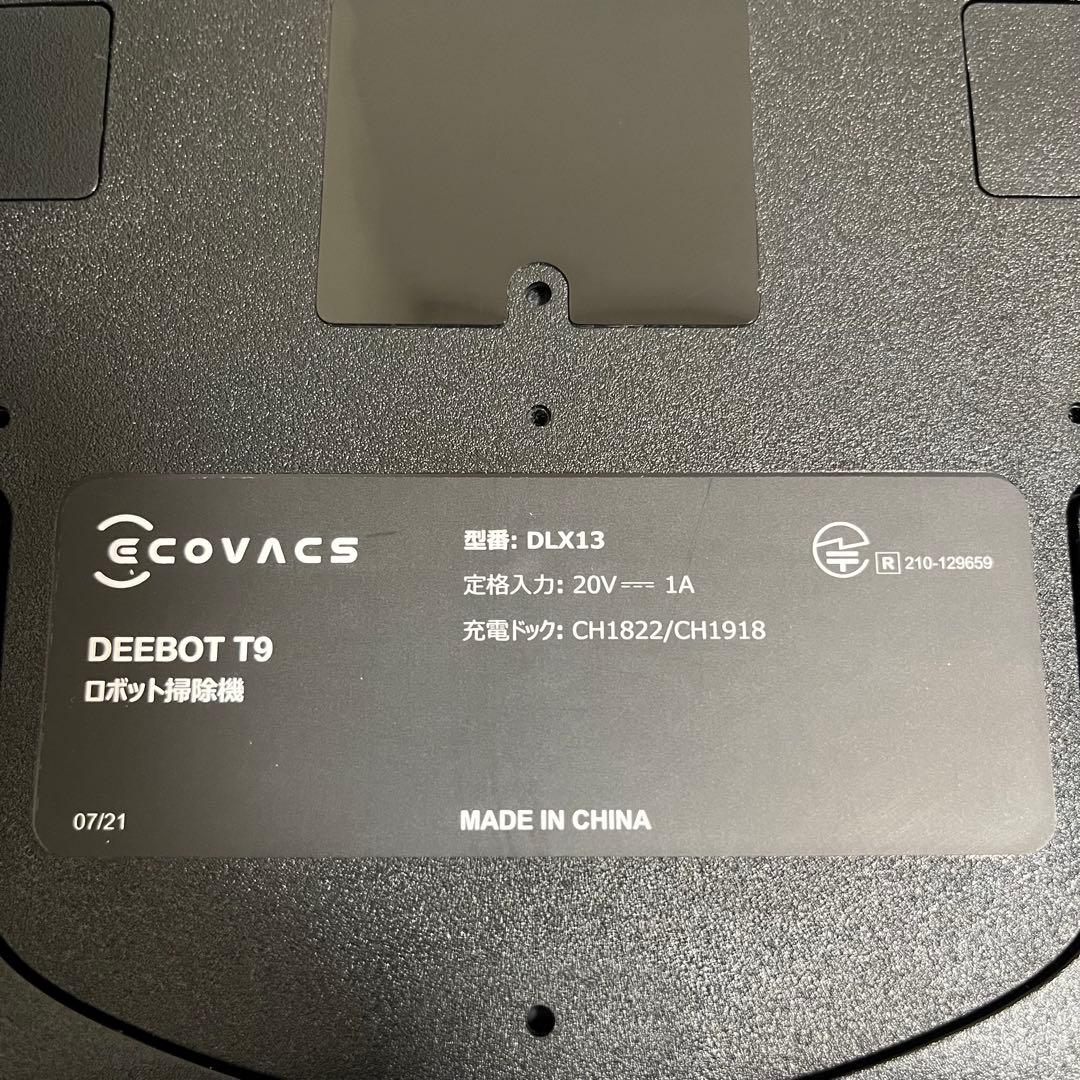 ECOVACS
DEEBOT T9
ロボット掃除機
型番: DLX13
定格入力: 20V⎓ 1A
充電ドック: CH1822/CH1918
R 210-129659
07/21
MADE IN CHINA